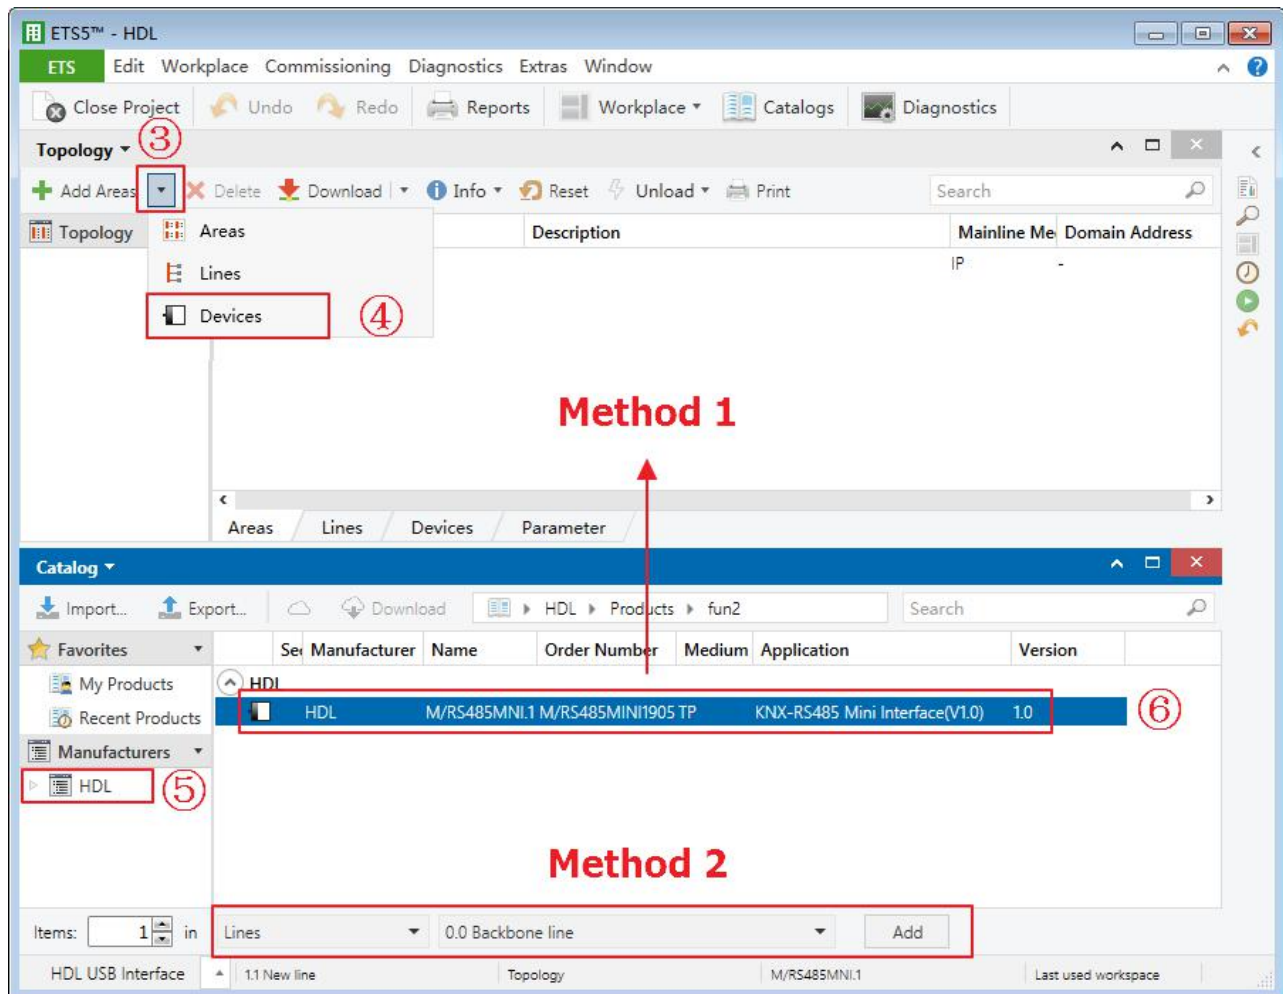 ETS5™ - HDL
ETS Edit Workplace Commissioning Diagnostics Extras Window
Close Project Undo Redo Reports Workplace Catalogs Diagnostics
③
Topology
Add Areas Delete Download Info Reset Unload Print Search
Topology Areas Description Mainline Me Domain Address
IP -
Lines
Devices ④
Method 1
Areas Lines Devices Parameter
Catalog
Import... Export... Download HDL Products fun2 Search
Favorites Sec Manufacturer Name Order Number Medium Application Version
My Products HDL
Recent Products HDL M/RS485MNI.1 M/RS485MINI1905 TP KNX-RS485 Mini Interface(V1.0) 1.0 ⑥
Manufacturers
HDL ⑤
Method 2
Items: 1 in Lines 0.0 Backbone line Add
HDL USB Interface 1.1 New line Topology M/RS485MNI.1 Last used workspace